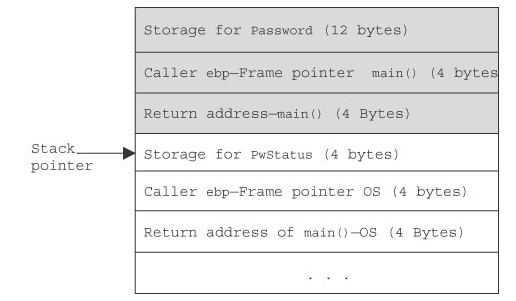 Storage for Password (12 bytes)
Caller ebp—Frame pointer main() (4 bytes
Return address—main() (4 Bytes)
Stack pointer
Storage for PwStatus (4 bytes)
Caller ebp—Frame pointer OS (4 bytes)
Return address of main()—OS (4 Bytes)
. . .